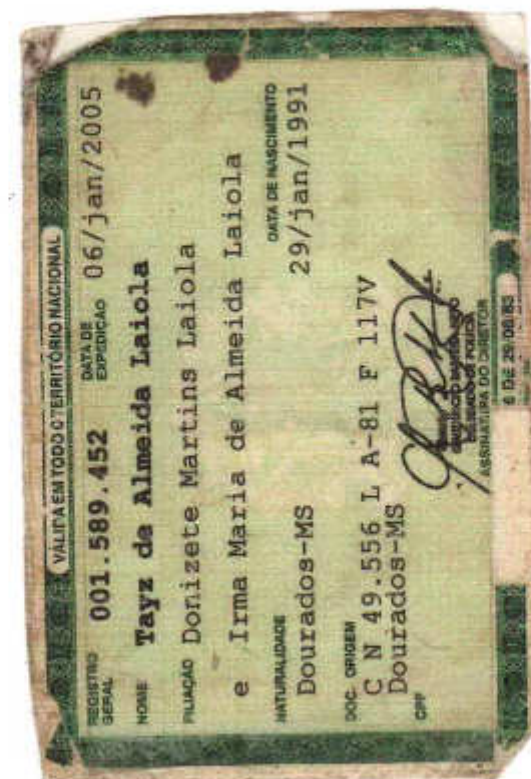 VÁLIDA EM TODO O TERRITÓRIO NACIONAL
REGISTRO GERAL 001.589.452 DATA DE EXPEDIÇÃO 06/jan/2005
NOME Tayz de Almeida Laiola
FILIAÇÃO Donizete Martins Laiola
e Irma Maria de Almeida Laiola
NATURALIDADE DATA DE NASCIMENTO
Dourados-MS 29/jan/1991
DOC. ORIGEM C N 49.556 L A-81 F 117V
Dourados-MS
CPF
ASSINATURA DO DIRETOR
DE 29/08/83